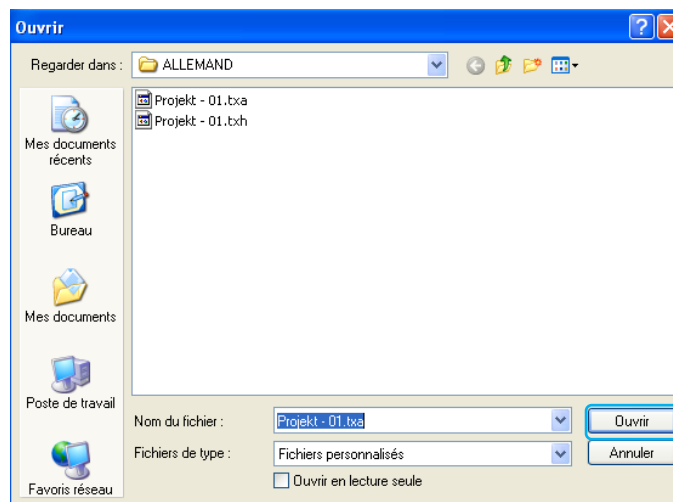 Ouvrir
Regarder dans :
ALLEMAND
Mes documents
récents
Bureau
Mes documents
Poste de travail
Favoris réseau
Projekt - 01.txa
Projekt - 01.txh
Nom du fichier :
Projekt - 01.txa
Ouvrir
Fichiers de type :
Fichiers personnalisés
Annuler
Ouvrir en lecture seule